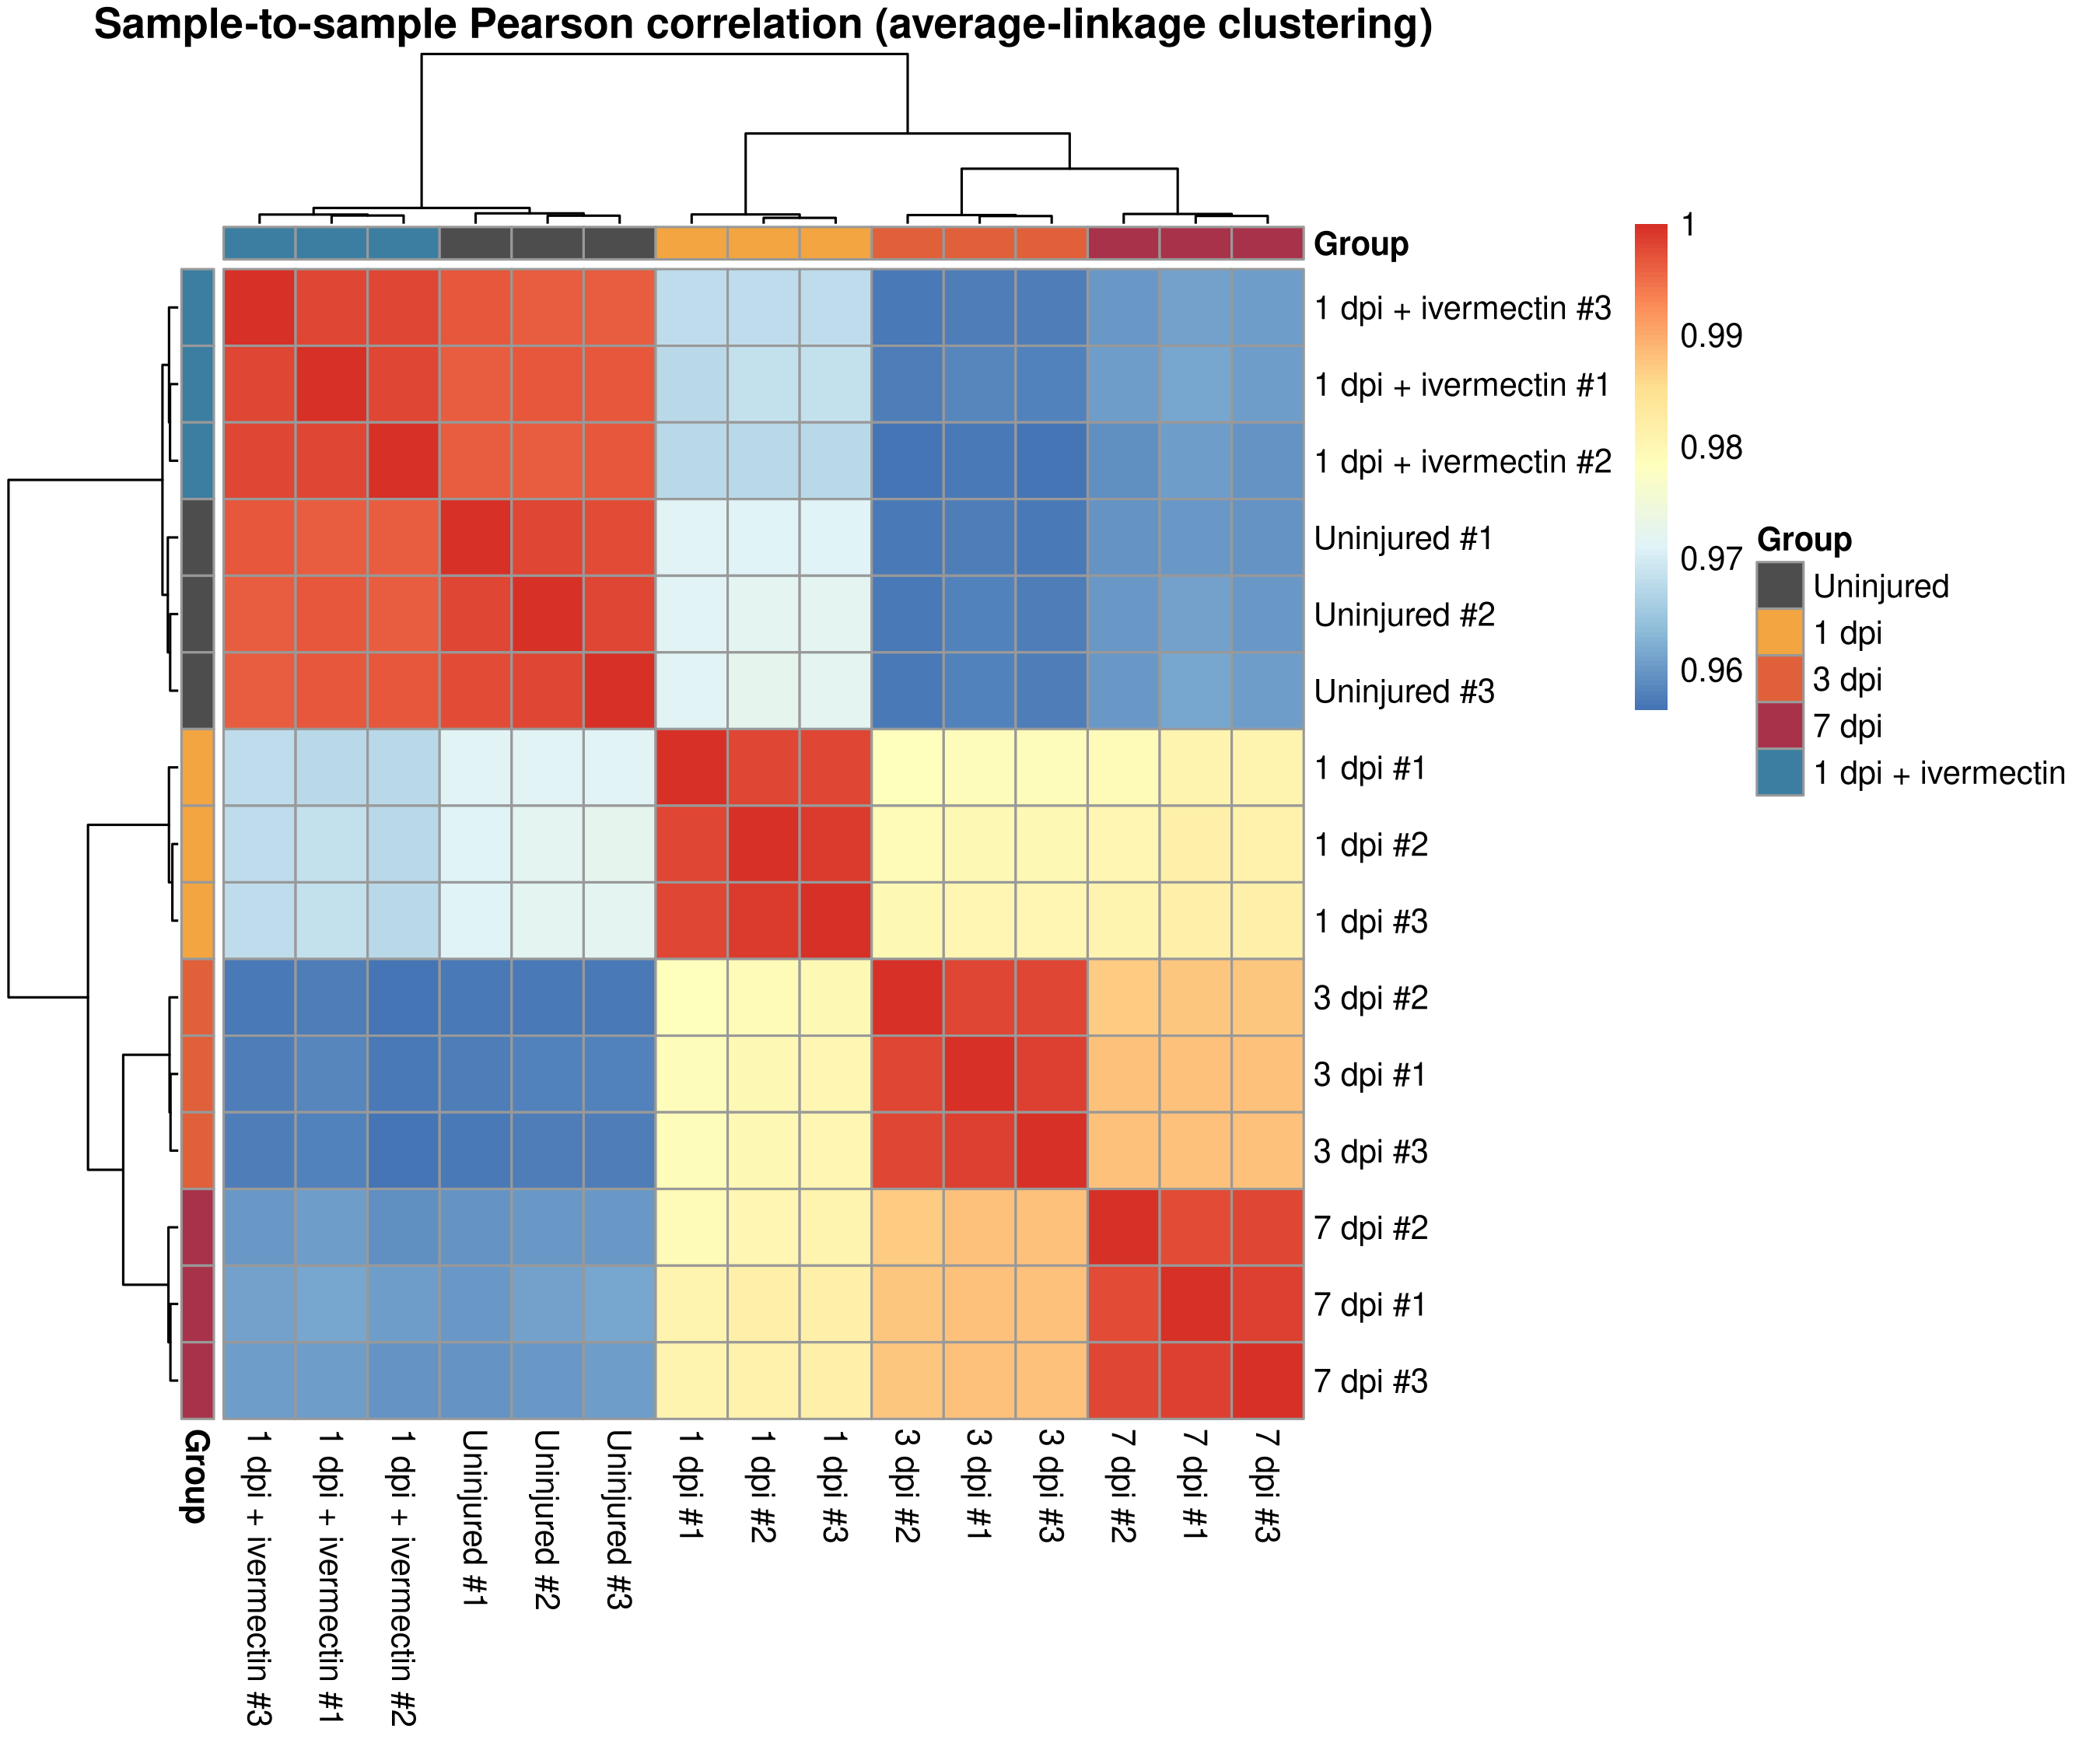 Sample-to-sample Pearson correlation (average-linkage clustering)
Group
1 dpi + ivermectin #3
1 dpi + ivermectin #1
1 dpi + ivermectin #2
Uninjured #1
Uninjured #2
Uninjured #3
1 dpi #1
1 dpi #2
1 dpi #3
3 dpi #2
3 dpi #1
3 dpi #3
7 dpi #2
7 dpi #1
7 dpi #3
1
0.99
0.98
0.97
0.96
Group
Uninjured
1 dpi
3 dpi
7 dpi
1 dpi + ivermectin
Group
1 dpi + ivermectin #3
1 dpi + ivermectin #1
1 dpi + ivermectin #2
Uninjured #1
Uninjured #2
Uninjured #3
1 dpi #1
1 dpi #2
1 dpi #3
3 dpi #2
3 dpi #1
3 dpi #3
7 dpi #2
7 dpi #1
7 dpi #3